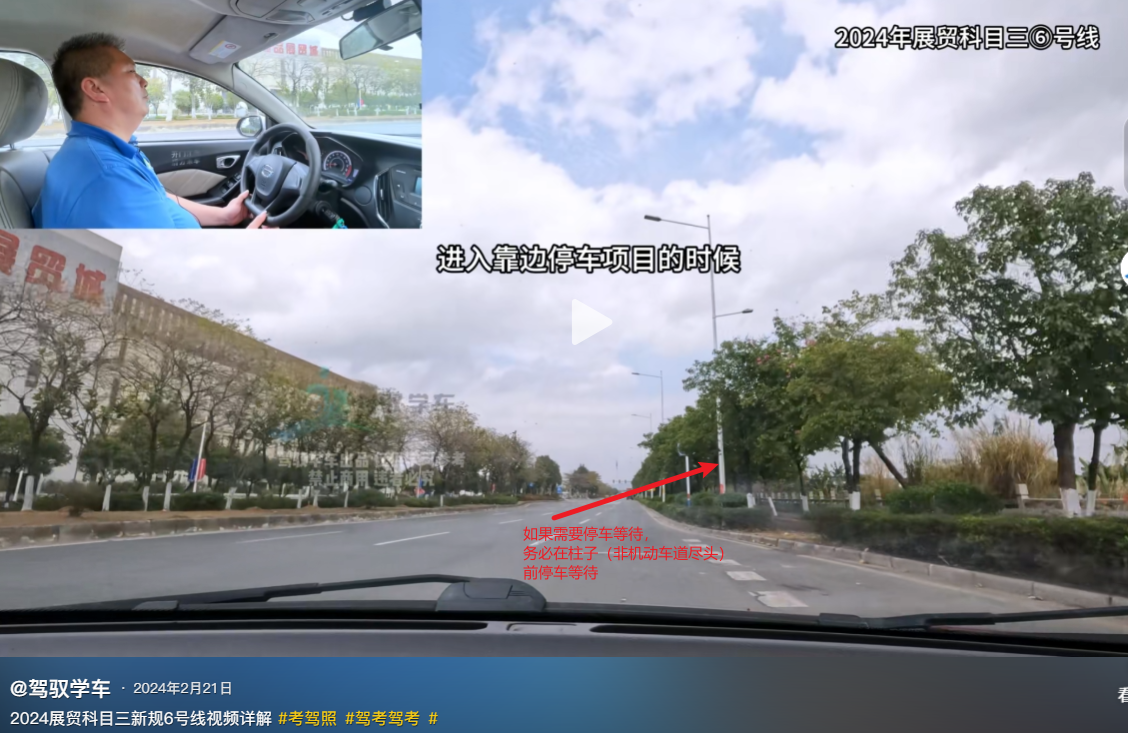 2024年展贸科目三⑥号线
进入靠边停车项目的时候
展贸城
如果需要停车等待,
务必在柱子（非机动车道尽头）
前停车等待
@驾驭学车 · 2024年2月21日
2024展贸科目三新规6号线视频详解 #考驾照 #驾考驾考 #
看